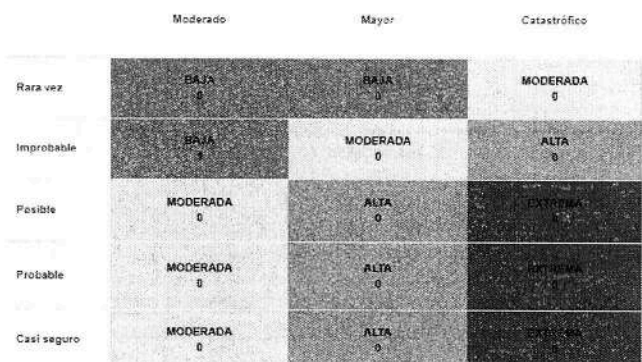 Moderado Mayor Catastrófico
Rara vez BAJA 0 BAJA 0 MODERADA 0
Improbable BAJA MODERADA 0 ALTA 0
Posible MODERADA 0 ALTA 0 EXTREMA 0
Probable MODERADA 0 ALTA 0 EXTREMA 0
Casi seguro MODERADA 0 ALTA 0 EXTREMA 0